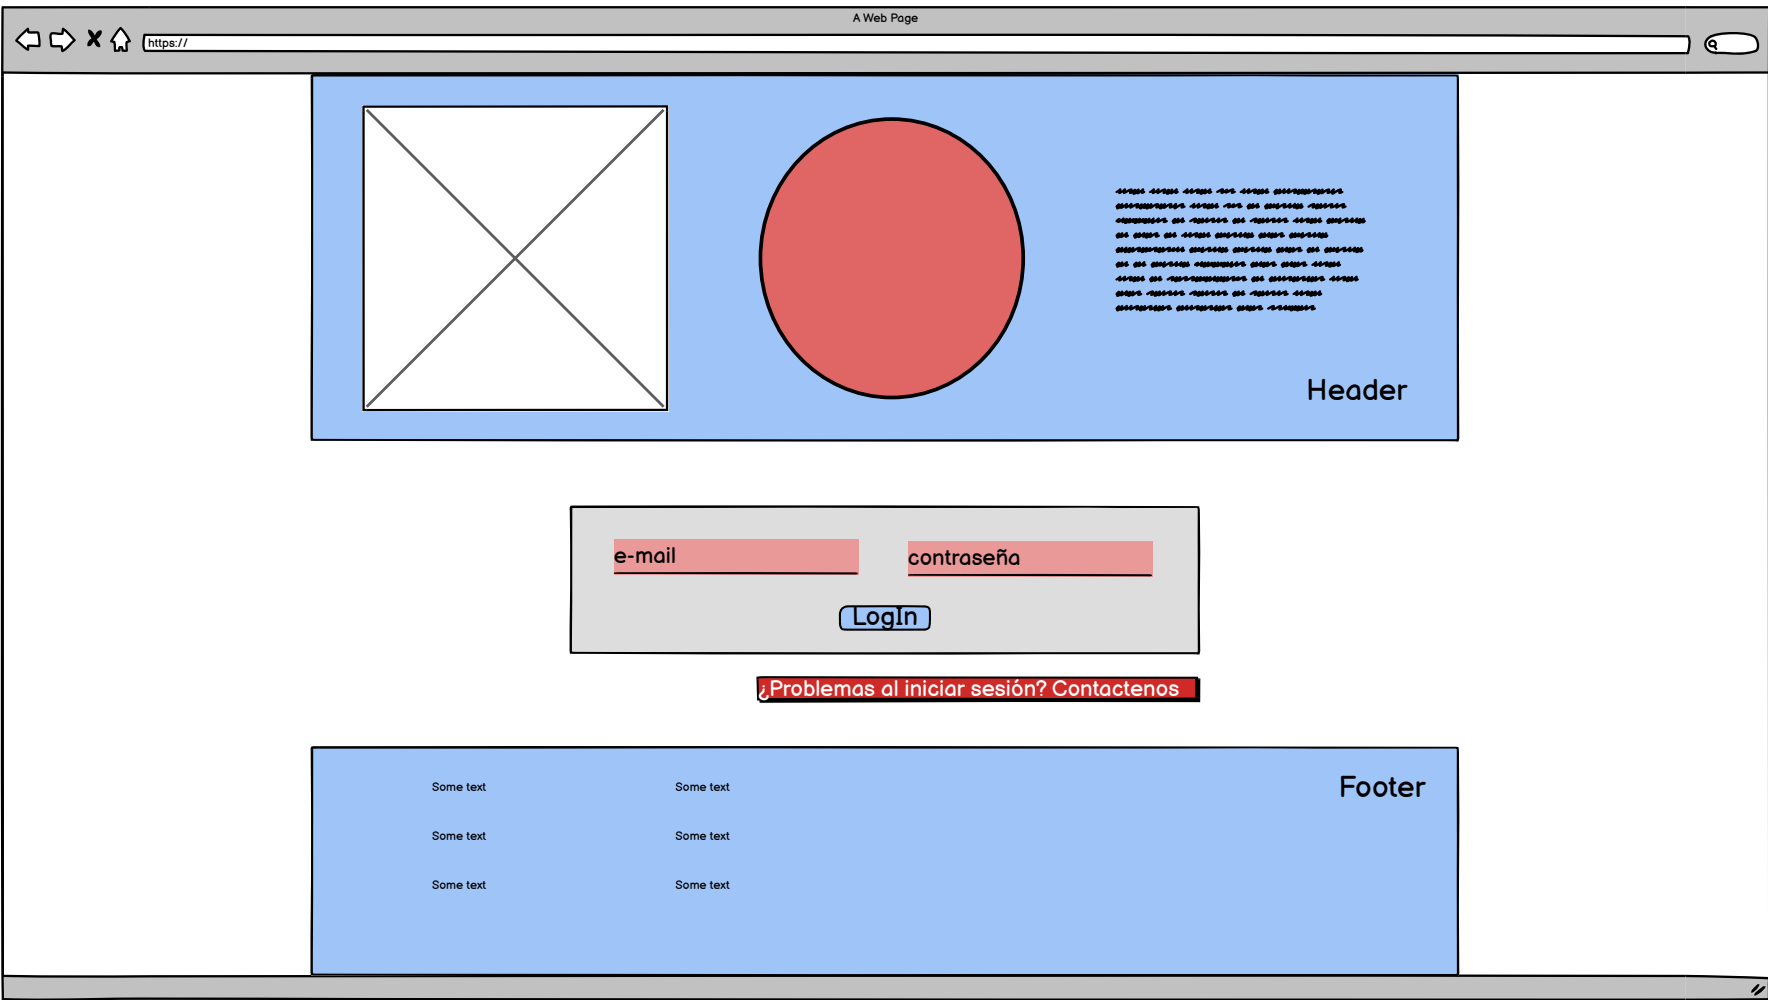 A Web Page
https://
Header
e-mail
contraseña
LogIn
¿Problemas al iniciar sesión? Contactenos
Footer
Some text
Some text
Some text
Some text
Some text
Some text